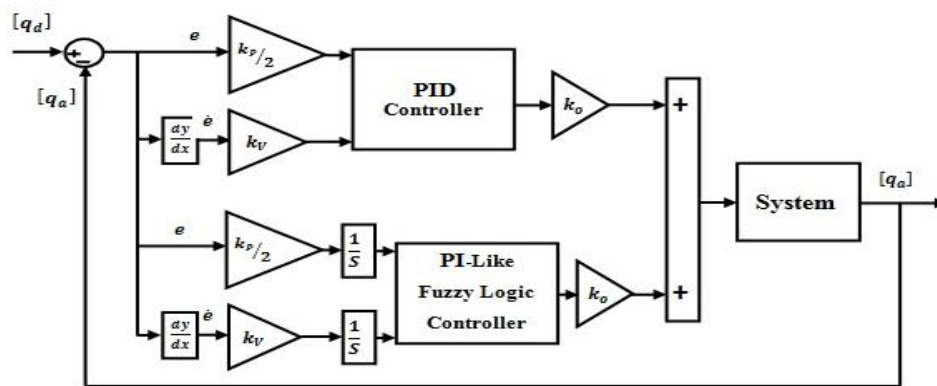 [q_d]
+
−
[q_a]
e
k_P/2
PID
Controller
k_o
+
dy/dx
ė
k_V
System
[q_a]
e
k_P/2
1/S
PI-Like
Fuzzy Logic
Controller
k_o
+
dy/dx
ė
k_V
1/S